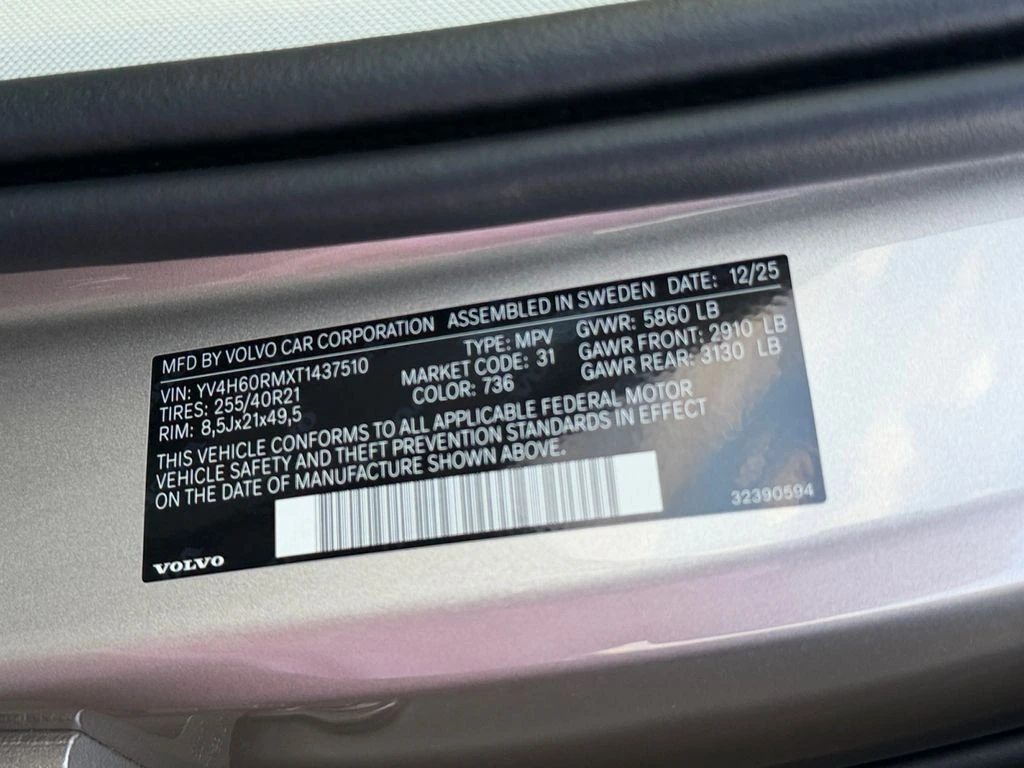 MFD BY VOLVO CAR CORPORATION ASSEMBLED IN SWEDEN DATE: 12/25
VIN: YV4H60RMXT1437510 TYPE: MPV GVWR: 5860 LB
TIRES: 255/40R21 MARKET CODE: 31 GAWR FRONT: 2910 LB
RIM: 8,5Jx21x49,5 COLOR: 736 GAWR REAR: 3130 LB
THIS VEHICLE CONFORMS TO ALL APPLICABLE FEDERAL MOTOR
VEHICLE SAFETY AND THEFT PREVENTION STANDARDS IN EFFECT
ON THE DATE OF MANUFACTURE SHOWN ABOVE.
32390594
VOLVO